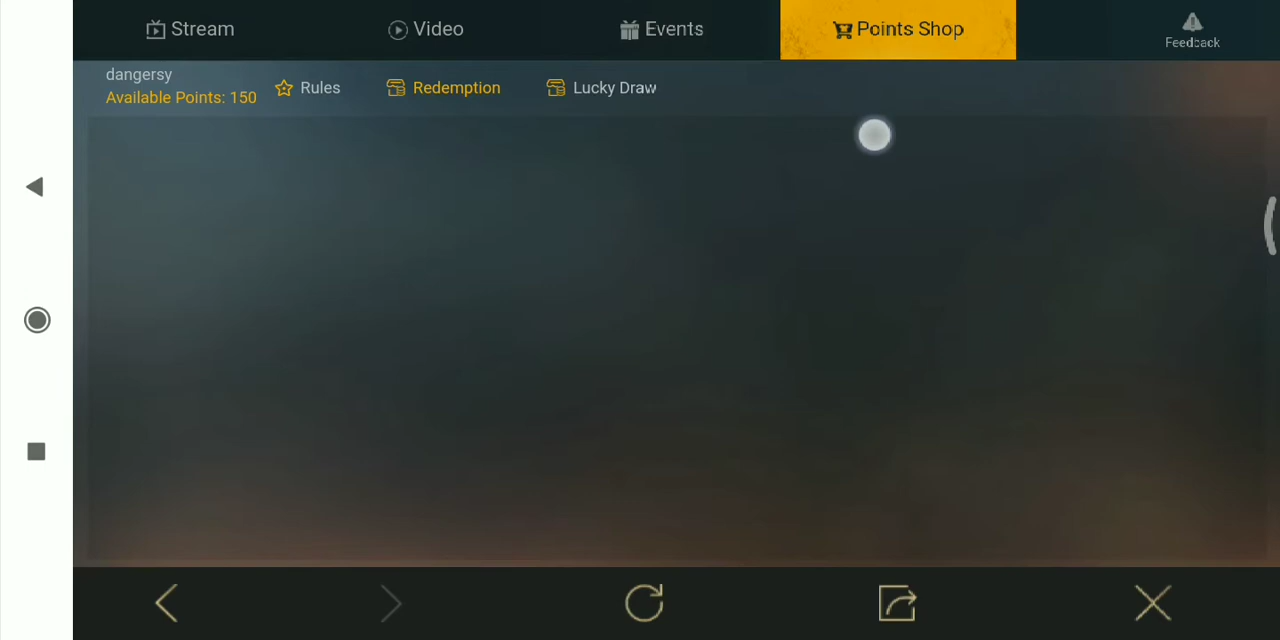 Stream
Video
Events
Points Shop
Feedback
dangersy
Available Points: 150
Rules
Redemption
Lucky Draw